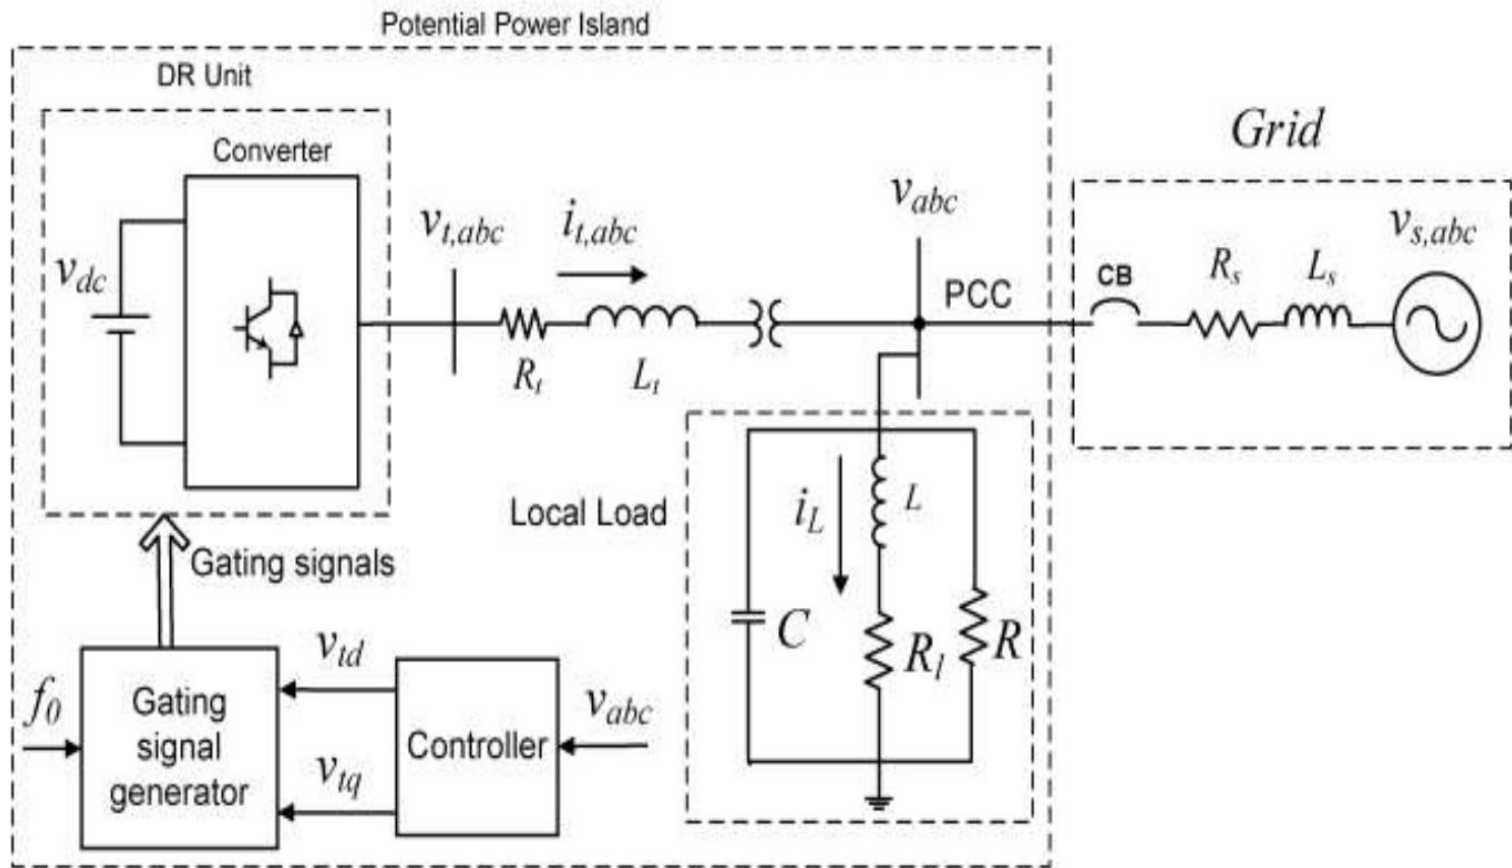 Potential Power Island
DR Unit
Converter
Grid
v_dc
v_t,abc
i_t,abc
v_abc
PCC
CB
R_s
L_s
v_s,abc
R_t
L_t
Local Load
i_L
L
C
R_l
R
Gating signals
f_0
Gating
signal
generator
v_td
v_tq
Controller
v_abc